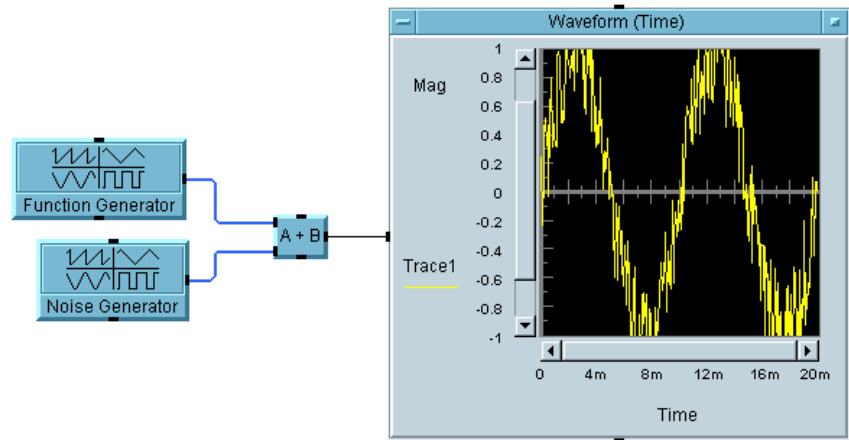 Waveform (Time)
Mag
1
0.8
0.6
0.4
0.2
0
-0.2
-0.4
-0.6
-0.8
-1
Trace1
0 4m 8m 12m 16m 20m
Time
Function Generator
Noise Generator
A + B